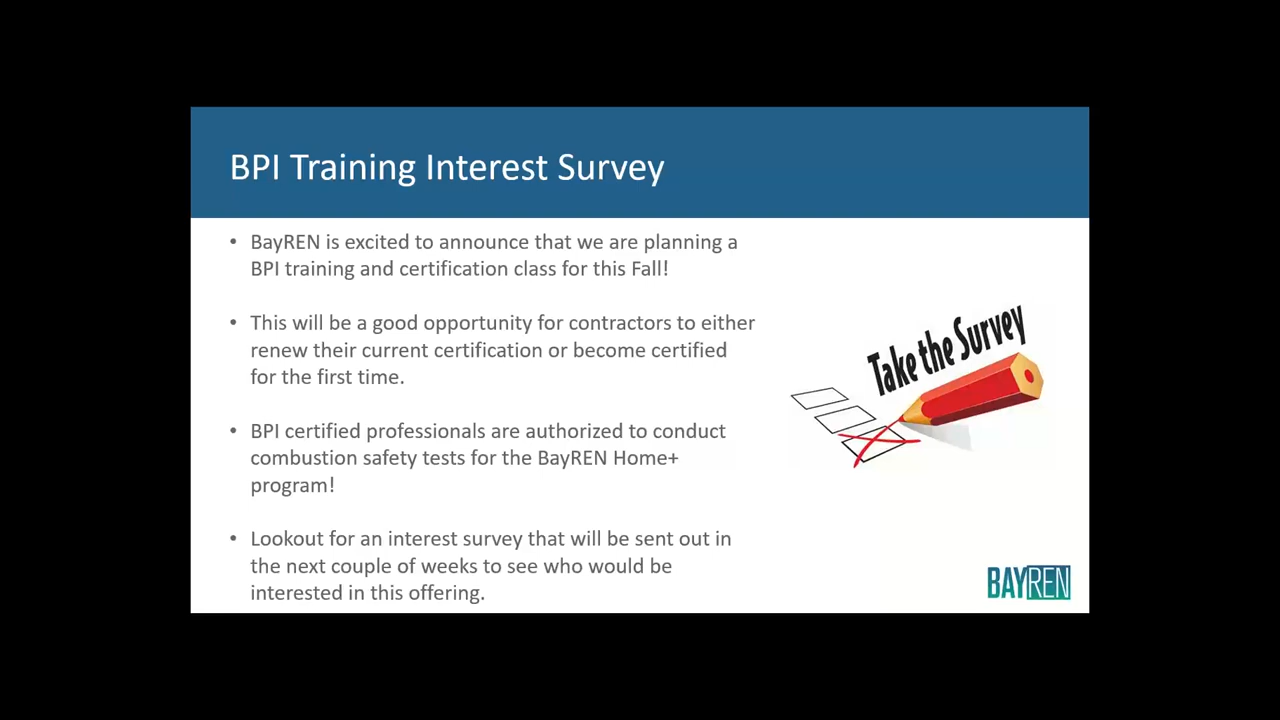 BPI Training Interest Survey
• BayREN is excited to announce that we are planning a
BPI training and certification class for this Fall!
• This will be a good opportunity for contractors to either
renew their current certification or become certified
for the first time.
• BPI certified professionals are authorized to conduct
combustion safety tests for the BayREN Home+
program!
• Lookout for an interest survey that will be sent out in
the next couple of weeks to see who would be
interested in this offering.
Take the Survey
BAYREN